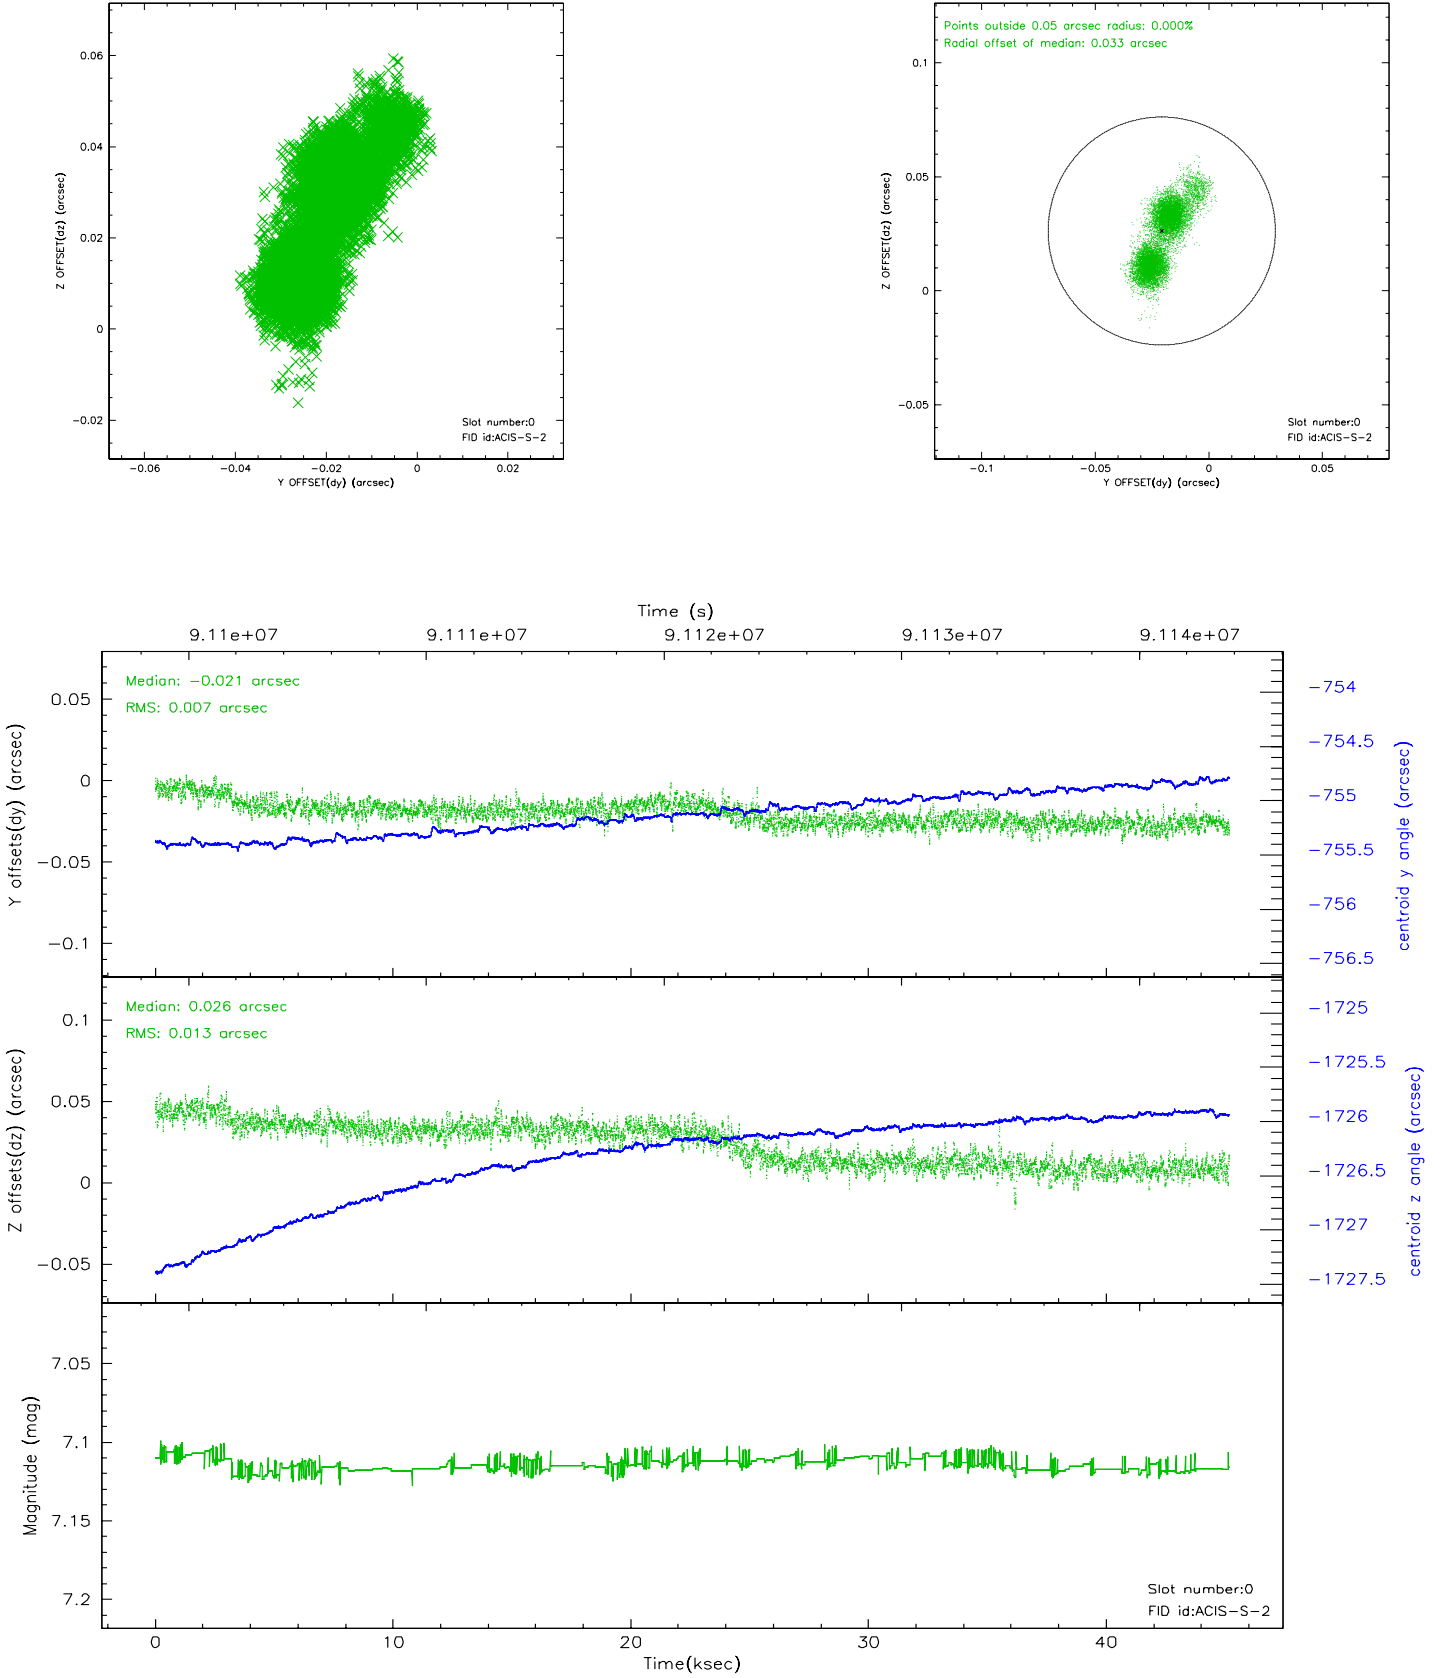 0.06
0.04
0.02
0
−0.02
Z OFFSET(dz) (arcsec)
−0.06 −0.04 −0.02 0 0.02
Y OFFSET(dy) (arcsec)
Slot number:0
FID id:ACIS−S−2
Points outside 0.05 arcsec radius: 0.000%
Radial offset of median: 0.033 arcsec
0.1
0.05
0
−0.05
Z OFFSET(dz) (arcsec)
−0.1 −0.05 0 0.05
Y OFFSET(dy) (arcsec)
Slot number:0
FID id:ACIS−S−2
Time (s)
9.11e+07 9.111e+07 9.112e+07 9.113e+07 9.114e+07
Median: −0.021 arcsec
RMS: 0.007 arcsec
0.05
0
−0.05
−0.1
Y offsets(dy) (arcsec)
−754
−754.5
−755
−755.5
−756
−756.5
centroid y angle (arcsec)
Median: 0.026 arcsec
RMS: 0.013 arcsec
0.1
0.05
0
−0.05
Z offsets(dz) (arcsec)
−1725
−1725.5
−1726
−1726.5
−1727
−1727.5
centroid z angle (arcsec)
7.05
7.1
7.15
7.2
Magnitude (mag)
Slot number:0
FID id:ACIS−S−2
0 10 20 30 40
Time(ksec)